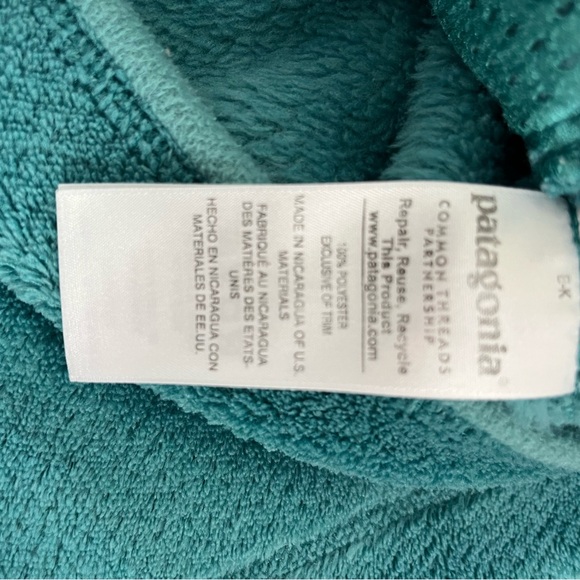 E-K
patagonia®
COMMON THREADS
PARTNERSHIP
Repair, Reuse, Recycle
This Product
www.patagonia.com
100% POLYESTER
EXCLUSIVE OF TRIM
MADE IN NICARAGUA OF U.S.
MATERIALS
FABRIQUÉ AU NICARAGUA
DES MATIÈRES DES ETATS-
UNIS
HECHO EN NICARAGUA CON
MATERIALES DE EE.UU.